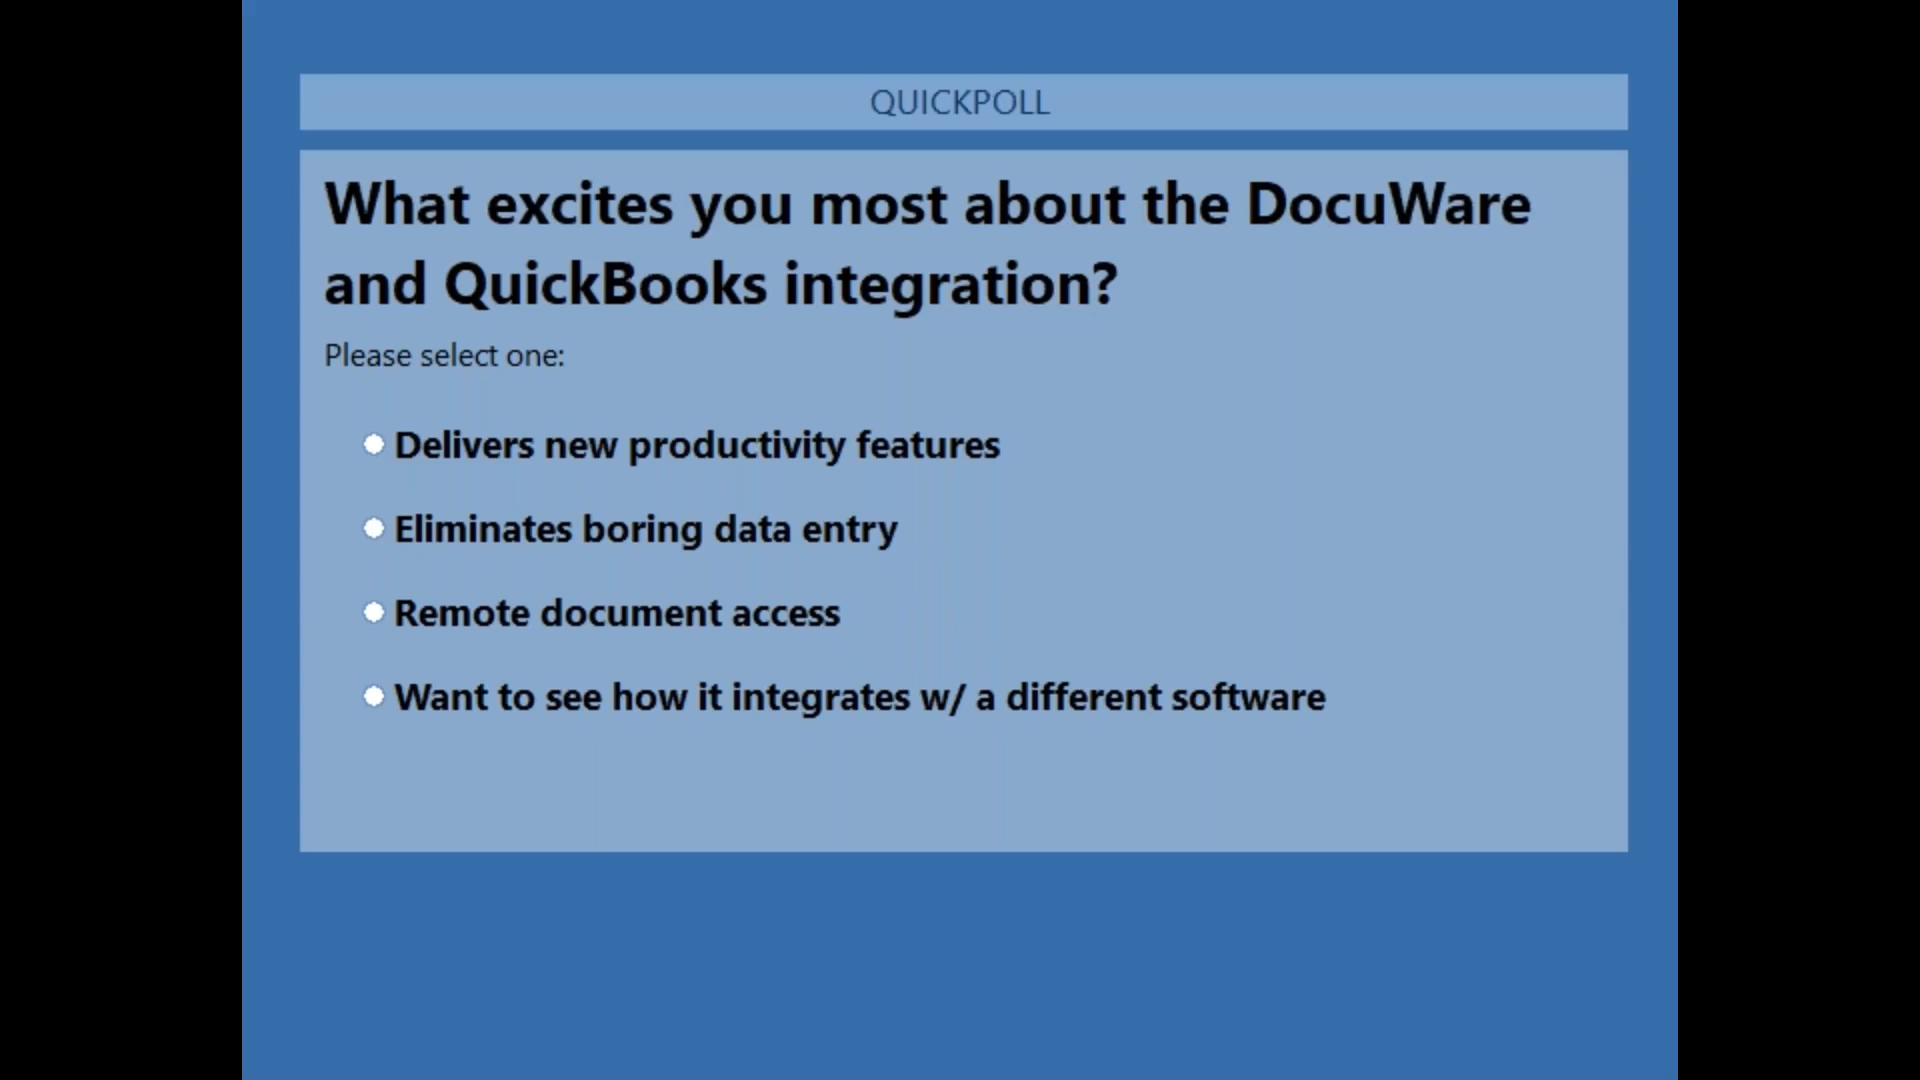 QUICKPOLL
What excites you most about the DocuWare
and QuickBooks integration?
Please select one:
Delivers new productivity features
Eliminates boring data entry
Remote document access
Want to see how it integrates w/ a different software